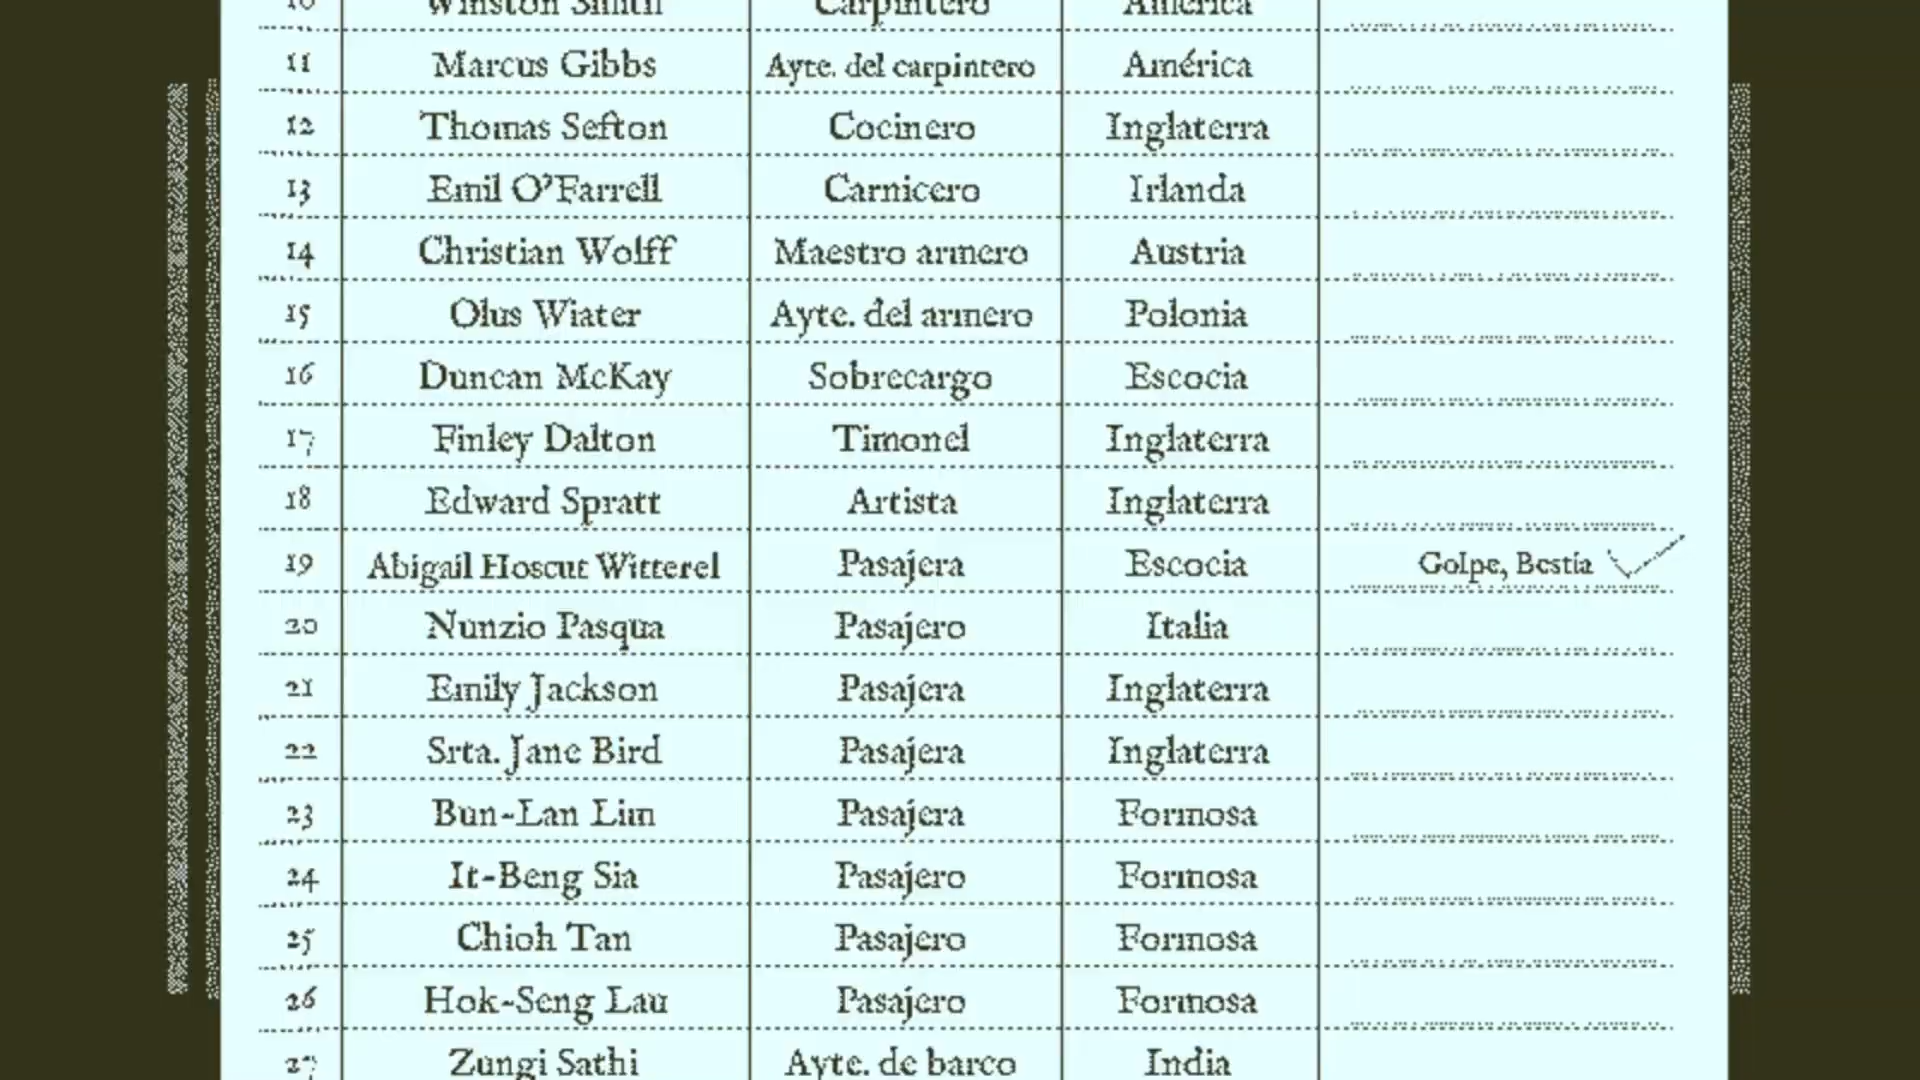 10 Winston Smith Carpintero América
11 Marcus Gibbs Ayte. del carpintero América
12 Thomas Sefton Cocinero Inglaterra
13 Emil O'Farrell Carnicero Irlanda
14 Christian Wolff Maestro armero Austria
15 Olus Wiater Ayte. del armero Polonia
16 Duncan McKay Sobrecargo Escocia
17 Finley Dalton Timonel Inglaterra
18 Edward Spratt Artista Inglaterra
19 Abigail Hoscut Witterel Pasajera Escocia Golpe, Bestia
20 Nunzio Pasqua Pasajero Italia
21 Emily Jackson Pasajera Inglaterra
22 Srta. Jane Bird Pasajera Inglaterra
23 Bun-Lan Lim Pasajera Formosa
24 It-Beng Sia Pasajero Formosa
25 Chioh Tan Pasajero Formosa
26 Hok-Seng Lau Pasajero Formosa
27 Zungi Sathi Ayte. de barco India